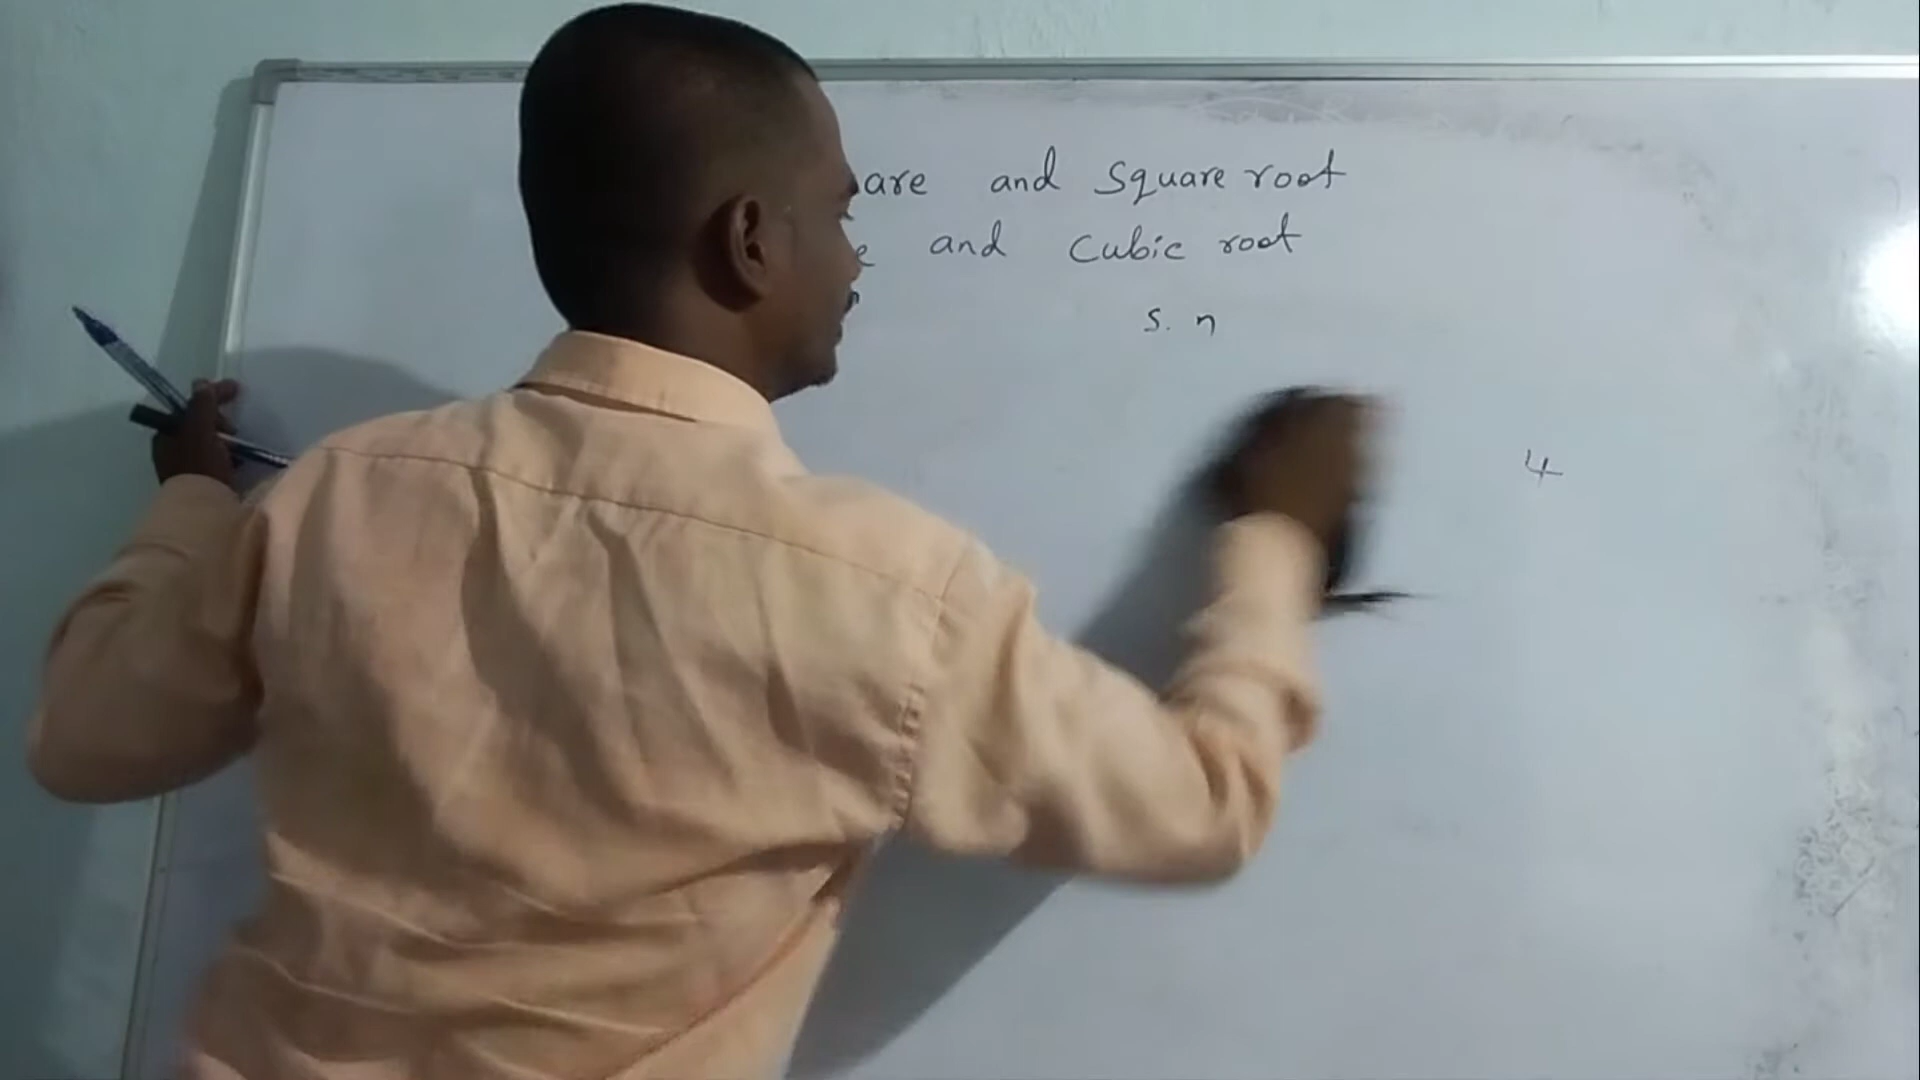 are and Square root
and Cubic root
S. n
4